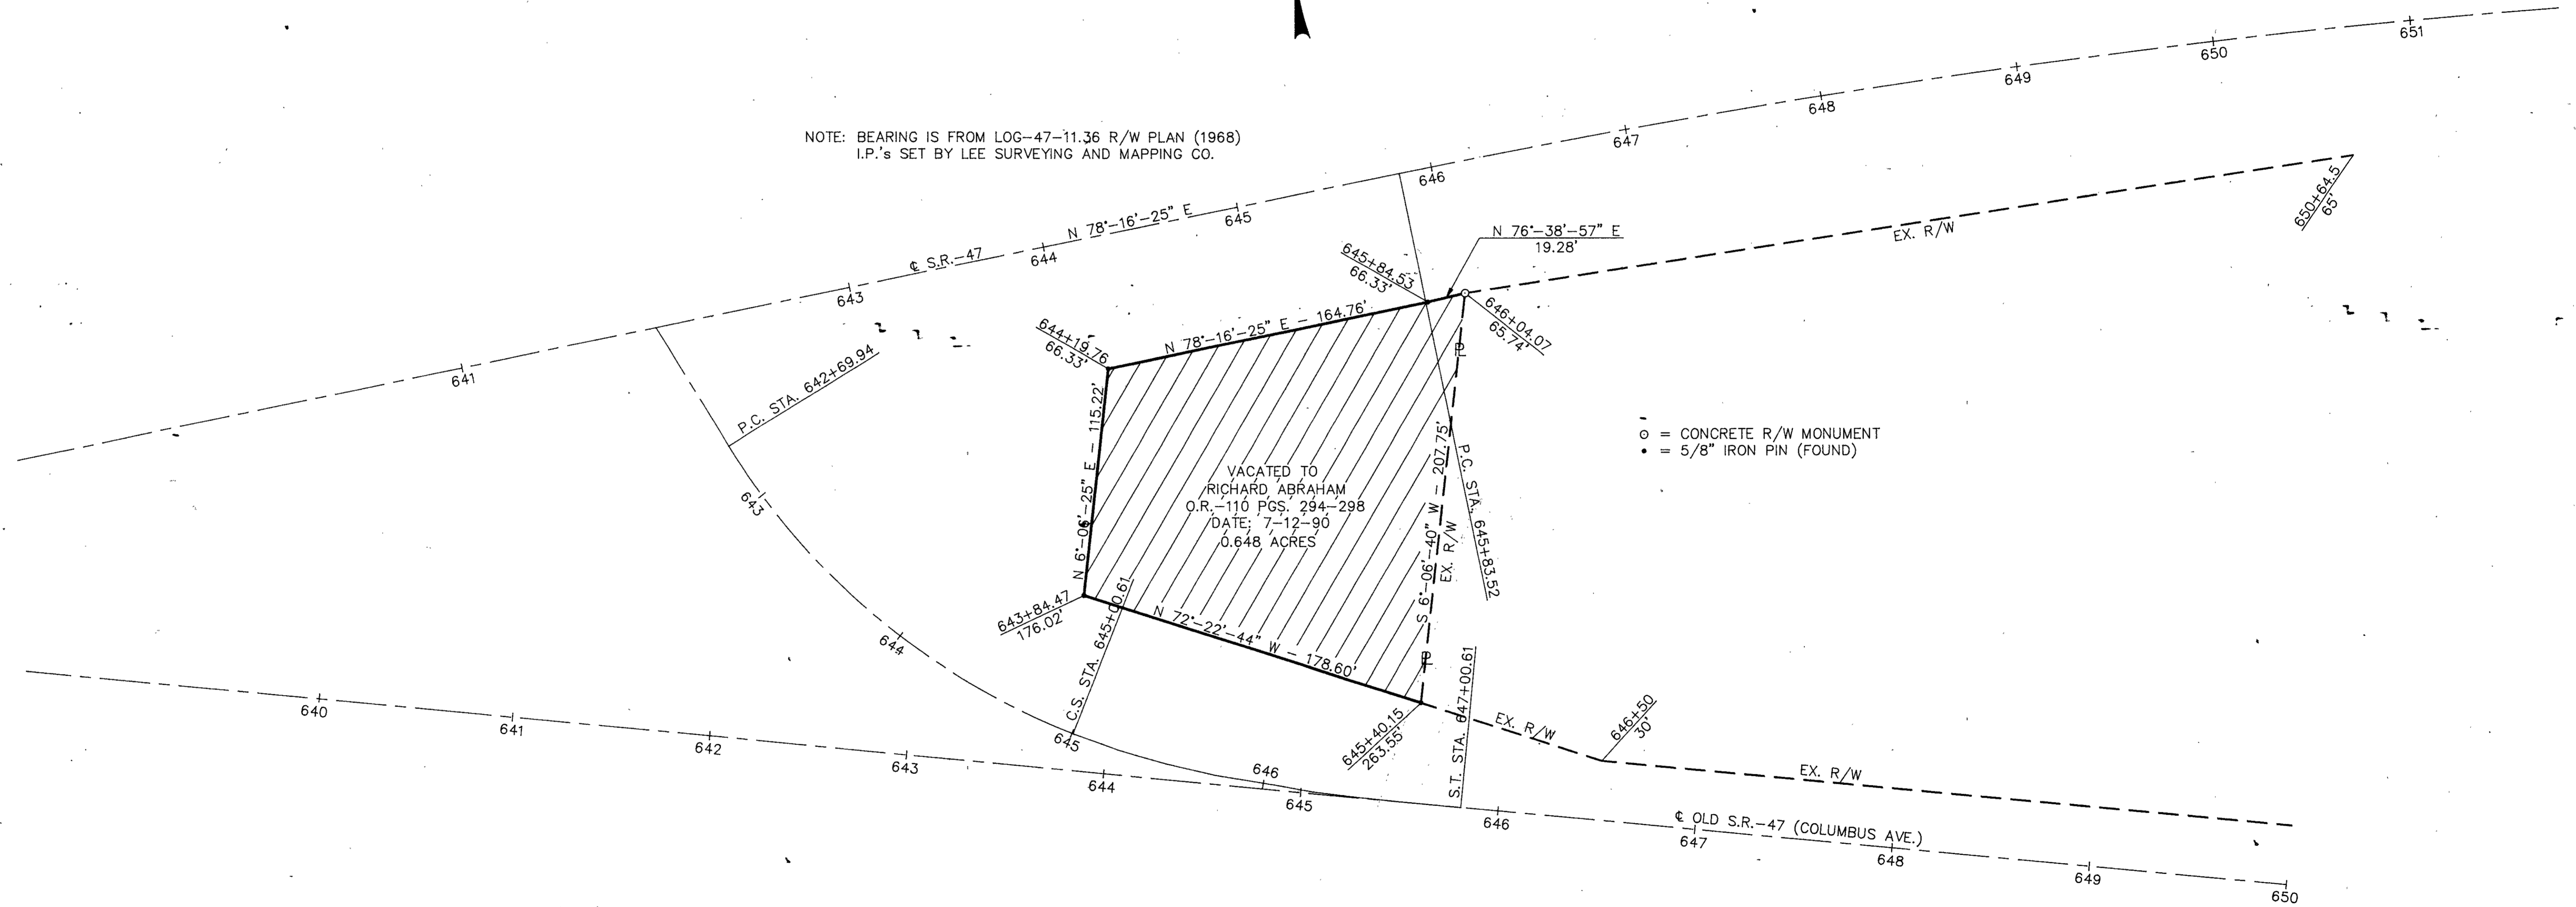 651
650
649
648
647
646
645
644
643
641
NOTE: BEARING IS FROM LOG-47-11.36 R/W PLAN (1968)
I.P.'s SET BY LEE SURVEYING AND MAPPING CO.
N 78°-16'-25" E
℄ S.R.-47
N 76°-38'-57" E
19.28'
645+84.53
66.33'
646+04.07
65.74'
EX. R/W
650+64.5
65'
644+19.76
66.33'
N 78°-16'-25" E - 164.76'
P.C. STA. 642+69.94
N 6°-06'-25" E - 115.22'
VACATED TO
RICHARD ABRAHAM
O.R.-110 PGS. 294-298
DATE: 7-12-90
0.648 ACRES
PL
S 6°-06'-40" W - 207.75'
EX. R/W
PL
P.C. STA. 645+83.52
⊙ = CONCRETE R/W MONUMENT
• = 5/8" IRON PIN (FOUND)
643+84.47
176.02'
C.S. STA. 645+00.61
N 72°-22'-44" W - 178.60'
645+40.15
263.55'
S.T. STA. 647+00.61
EX. R/W
646+50
30'
EX. R/W
643
644
645
646
℄ OLD S.R.-47 (COLUMBUS AVE.)
640
641
642
643
644
645
646
647
648
649
650